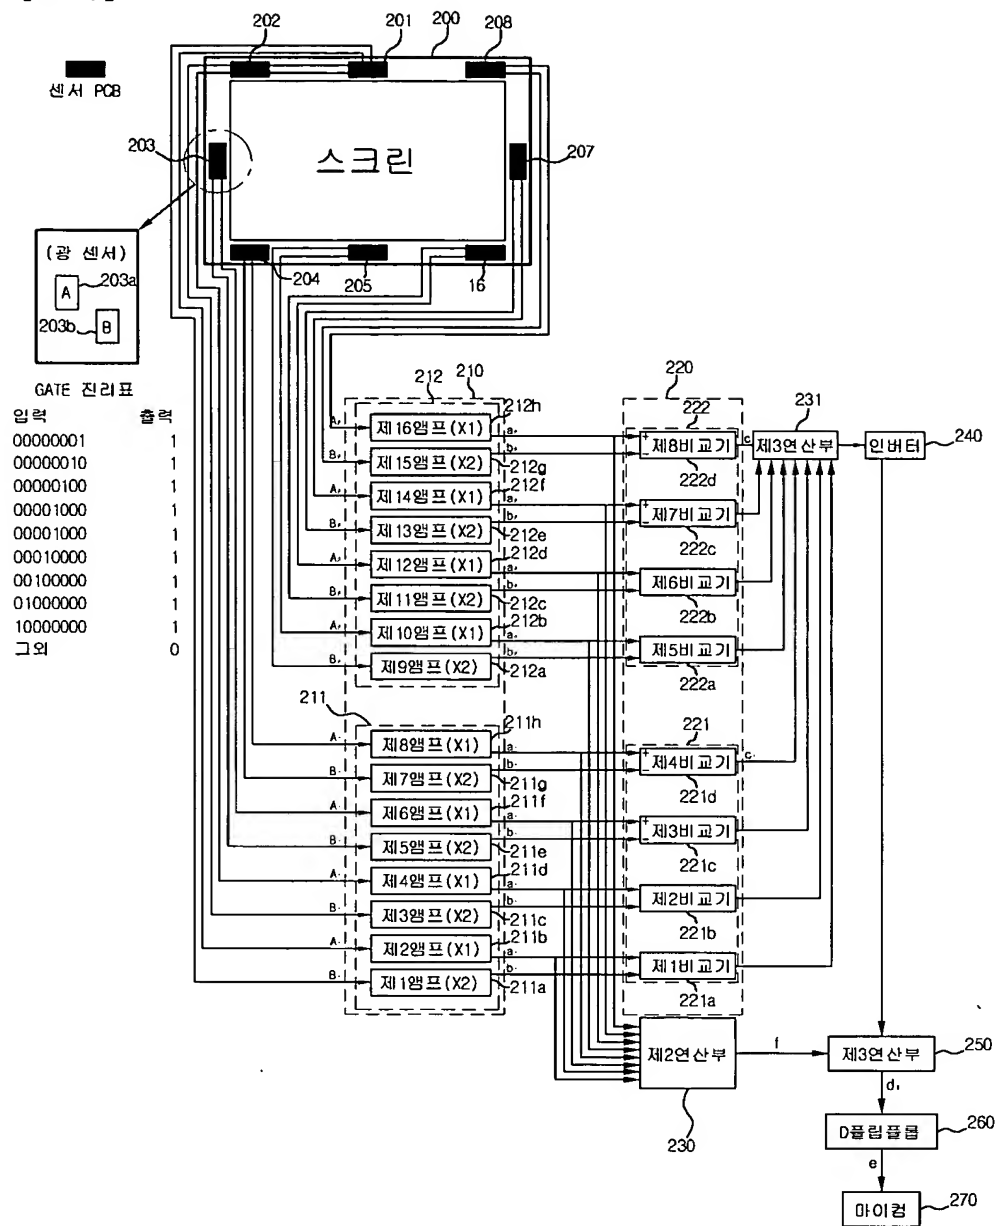 202
201
200
208
센서 PCB
203
스크린
207
(광 센서)
A
203a
203b
B
204
205
16
GATE 진리표
입력 출력
00000001 1
00000010 1
00000100 1
00001000 1
00001000 1
00010000 1
00100000 1
01000000 1
10000000 1
그외 0
212
210
220
231
A, 제16앰프(X1) 212h a,
B, 제15앰프(X2) 212g b,
A, 제14앰프(X1) 212f a,
B, 제13앰프(X2) 212e b,
A, 제12앰프(X1) 212d a,
B, 제11앰프(X2) 212c b,
A, 제10앰프(X1) 212b a,
B, 제9앰프(X2) 212a b,
222
+
-
제8비교기
c
222d
제3연산부
인버터
240
+
-
제7비교기
222c
제6비교기
222b
제5비교기
222a
211
A· 제8앰프(X1) 211h a·
B· 제7앰프(X2) 211g b·
A· 제6앰프(X1) 211f a·
B· 제5앰프(X2) 211e b·
A· 제4앰프(X1) 211d a·
B· 제3앰프(X2) 211c b·
A· 제2앰프(X1) 211b a·
B· 제1앰프(X2) 211a b·
221
+
-
제4비교기
c·
221d
+
-
제3비교기
221c
제2비교기
221b
제1비교기
221a
제2연산부
f
제3연산부
250
230
d,
D플립플롭
260
e
마이컴
270